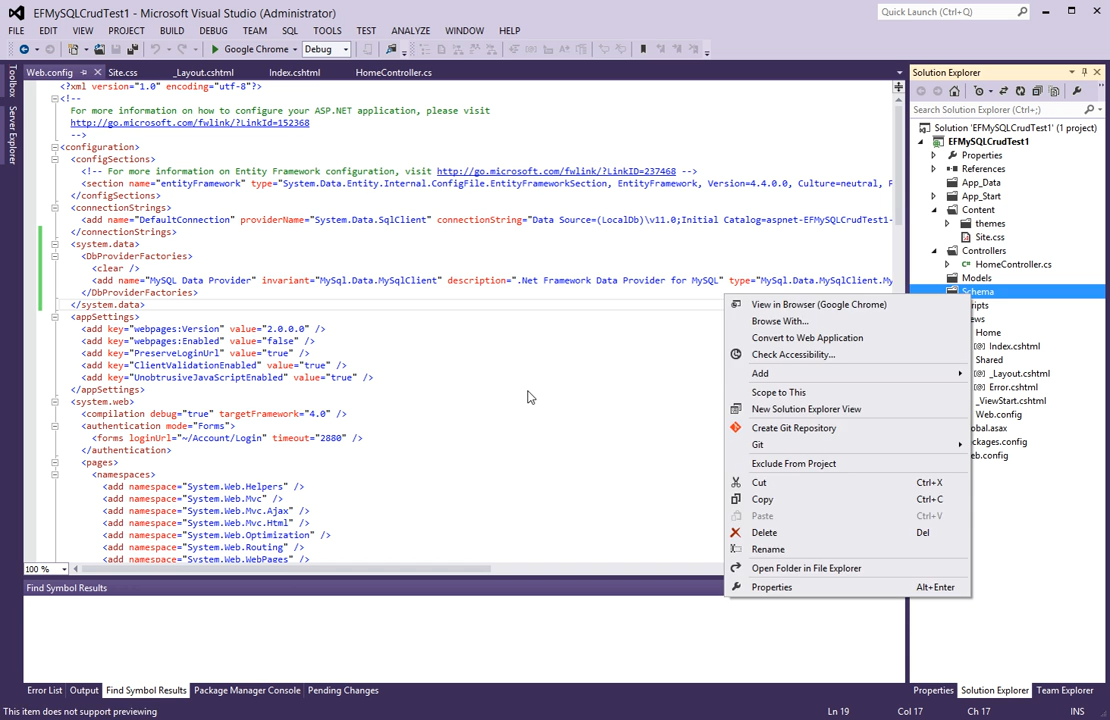 EFMySQLCrudTest1 - Microsoft Visual Studio (Administrator)
Quick Launch (Ctrl+Q)
FILE EDIT VIEW PROJECT BUILD DEBUG TEAM SQL TOOLS TEST ANALYZE WINDOW HELP
Google Chrome Debug
Toolbox
Server Explorer
Web.config Site.css _Layout.cshtml Index.cshtml HomeController.cs
<?xml version="1.0" encoding="utf-8"?>
<!--
For more information on how to configure your ASP.NET application, please visit
http://go.microsoft.com/fwlink/?LinkId=152368
-->
<configuration>
<configSections>
<!-- For more information on Entity Framework configuration, visit http://go.microsoft.com/fwlink/?LinkID=237468 -->
<section name="entityFramework" type="System.Data.Entity.Internal.ConfigFile.EntityFrameworkSection, EntityFramework, Version=4.4.0.0, Culture=neutral, P
</configSections>
<connectionStrings>
<add name="DefaultConnection" providerName="System.Data.SqlClient" connectionString="Data Source=(LocalDb)\v11.0;Initial Catalog=aspnet-EFMySQLCrudTest1-
</connectionStrings>
<system.data>
<DbProviderFactories>
<clear />
<add name="MySQL Data Provider" invariant="MySql.Data.MySqlClient" description=".Net Framework Data Provider for MySQL" type="MySql.Data.MySqlClient.My
</DbProviderFactories>
</system.data>
<appSettings>
<add key="webpages:Version" value="2.0.0.0" />
<add key="webpages:Enabled" value="false" />
<add key="PreserveLoginUrl" value="true" />
<add key="ClientValidationEnabled" value="true" />
<add key="UnobtrusiveJavaScriptEnabled" value="true" />
</appSettings>
<system.web>
<compilation debug="true" targetFramework="4.0" />
<authentication mode="Forms">
<forms loginUrl="~/Account/Login" timeout="2880" />
</authentication>
<pages>
<namespaces>
<add namespace="System.Web.Helpers" />
<add namespace="System.Web.Mvc" />
<add namespace="System.Web.Mvc.Ajax" />
<add namespace="System.Web.Mvc.Html" />
<add namespace="System.Web.Optimization" />
<add namespace="System.Web.Routing" />
<add namespace="System.Web.WebPages" />
100 %
Find Symbol Results
Solution Explorer
Search Solution Explorer (Ctrl+;)
Solution 'EFMySQLCrudTest1' (1 project)
EFMySQLCrudTest1
Properties
References
App_Data
App_Start
Content
themes
Site.css
Controllers
HomeController.cs
Models
Schema
ripts
ews
Home
Index.cshtml
Shared
_Layout.cshtml
Error.cshtml
_ViewStart.cshtml
Web.config
obal.asax
ckages.config
eb.config
View in Browser (Google Chrome)
Browse With...
Convert to Web Application
Check Accessibility...
Add
Scope to This
New Solution Explorer View
Create Git Repository
Git
Exclude From Project
Cut Ctrl+X
Copy Ctrl+C
Paste Ctrl+V
Delete Del
Rename
Open Folder in File Explorer
Properties Alt+Enter
Error List Output Find Symbol Results Package Manager Console Pending Changes
Properties Solution Explorer Team Explorer
This item does not support previewing
Ln 19 Col 17 Ch 17 INS